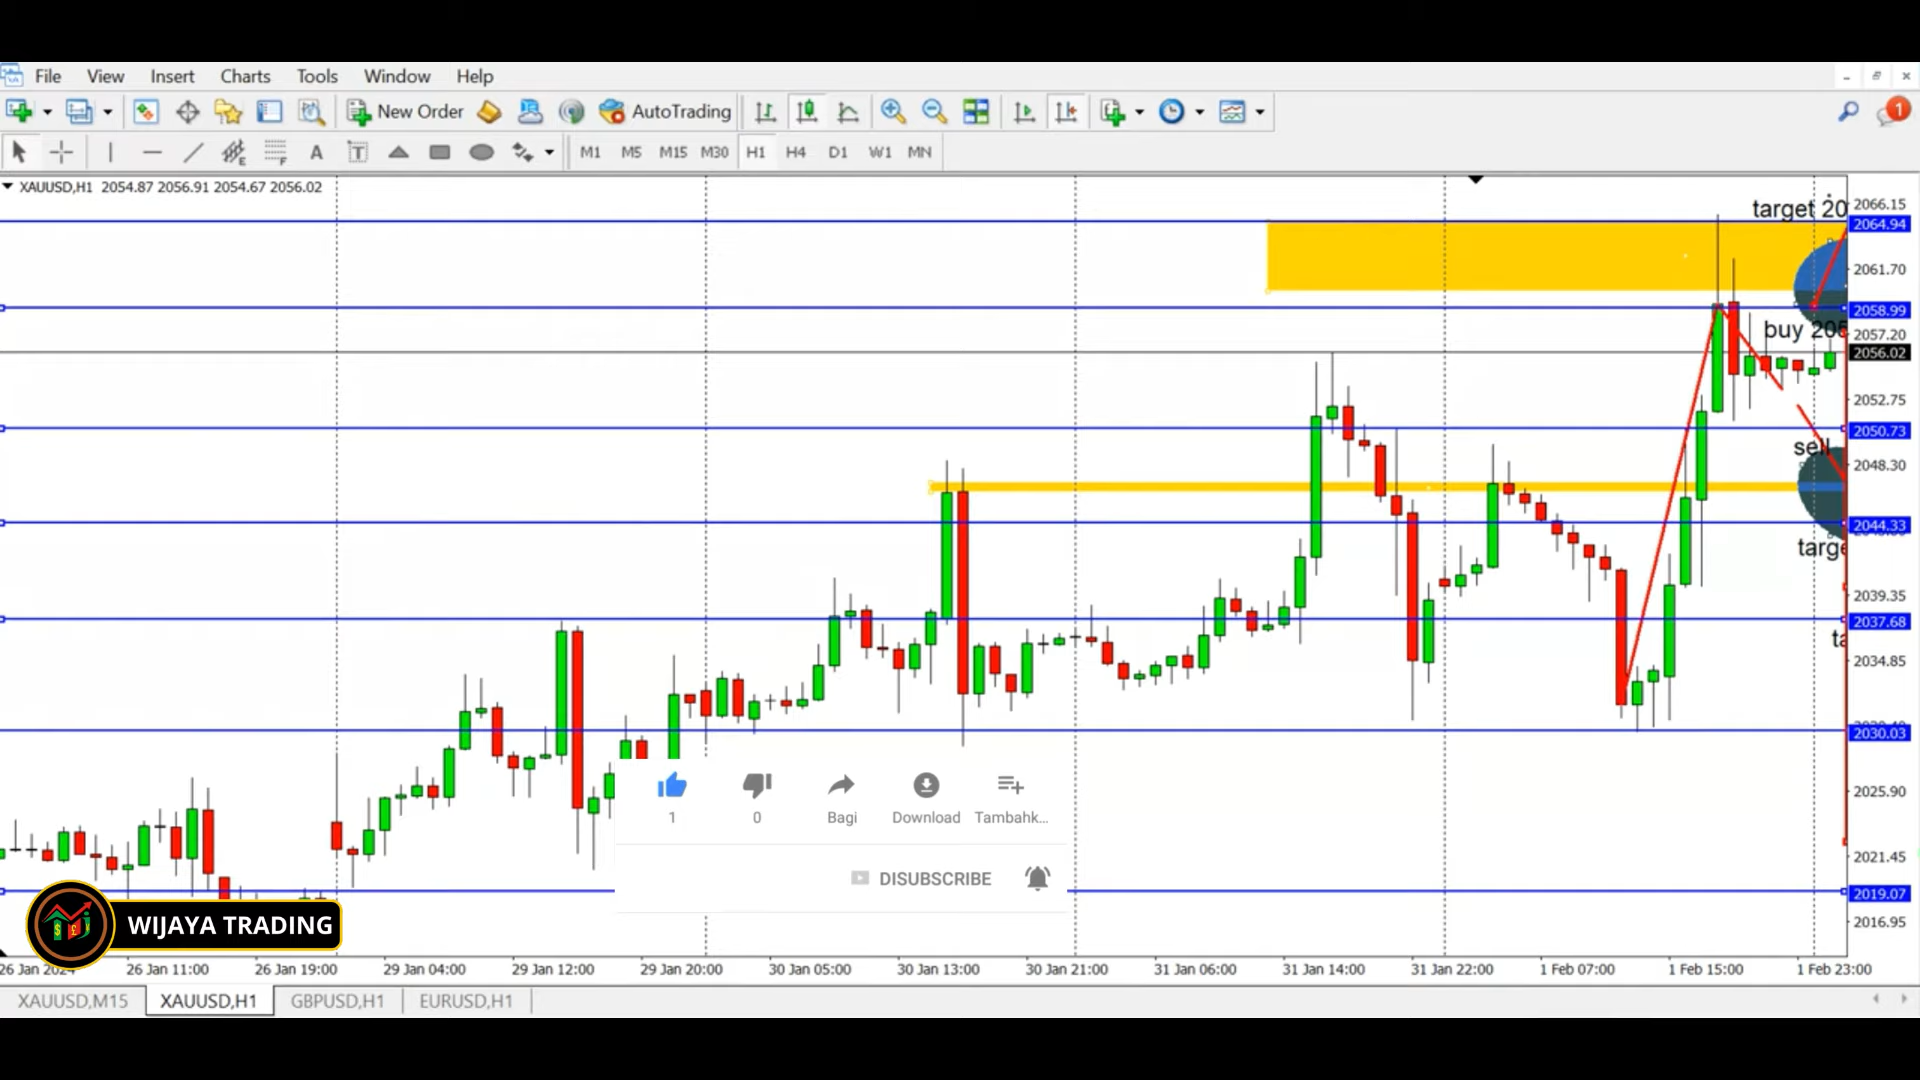 File View Insert Charts Tools Window Help
New Order AutoTrading 1
A T M1 M5 M15 M30 H1 H4 D1 W1 MN
XAUUSD,H1 2054.87 2056.91 2054.67 2056.02
target 20
2066.15
2064.94
2061.70
2058.99
buy 205
2057.20
2056.02
2052.75
2050.73
sell
2048.30
2044.33
targe
2039.35
2037.68
ta
2034.85
2030.03
2025.90
1 0 Bagi Download Tambahk...
2021.45
DISUBSCRIBE
2019.07
WIJAYA TRADING
2016.95
26 Jan 2024 26 Jan 11:00 26 Jan 19:00 29 Jan 04:00 29 Jan 12:00 29 Jan 20:00 30 Jan 05:00 30 Jan 13:00 30 Jan 21:00 31 Jan 06:00 31 Jan 14:00 31 Jan 22:00 1 Feb 07:00 1 Feb 15:00 1 Feb 23:00
XAUUSD,M15 XAUUSD,H1 GBPUSD,H1 EURUSD,H1